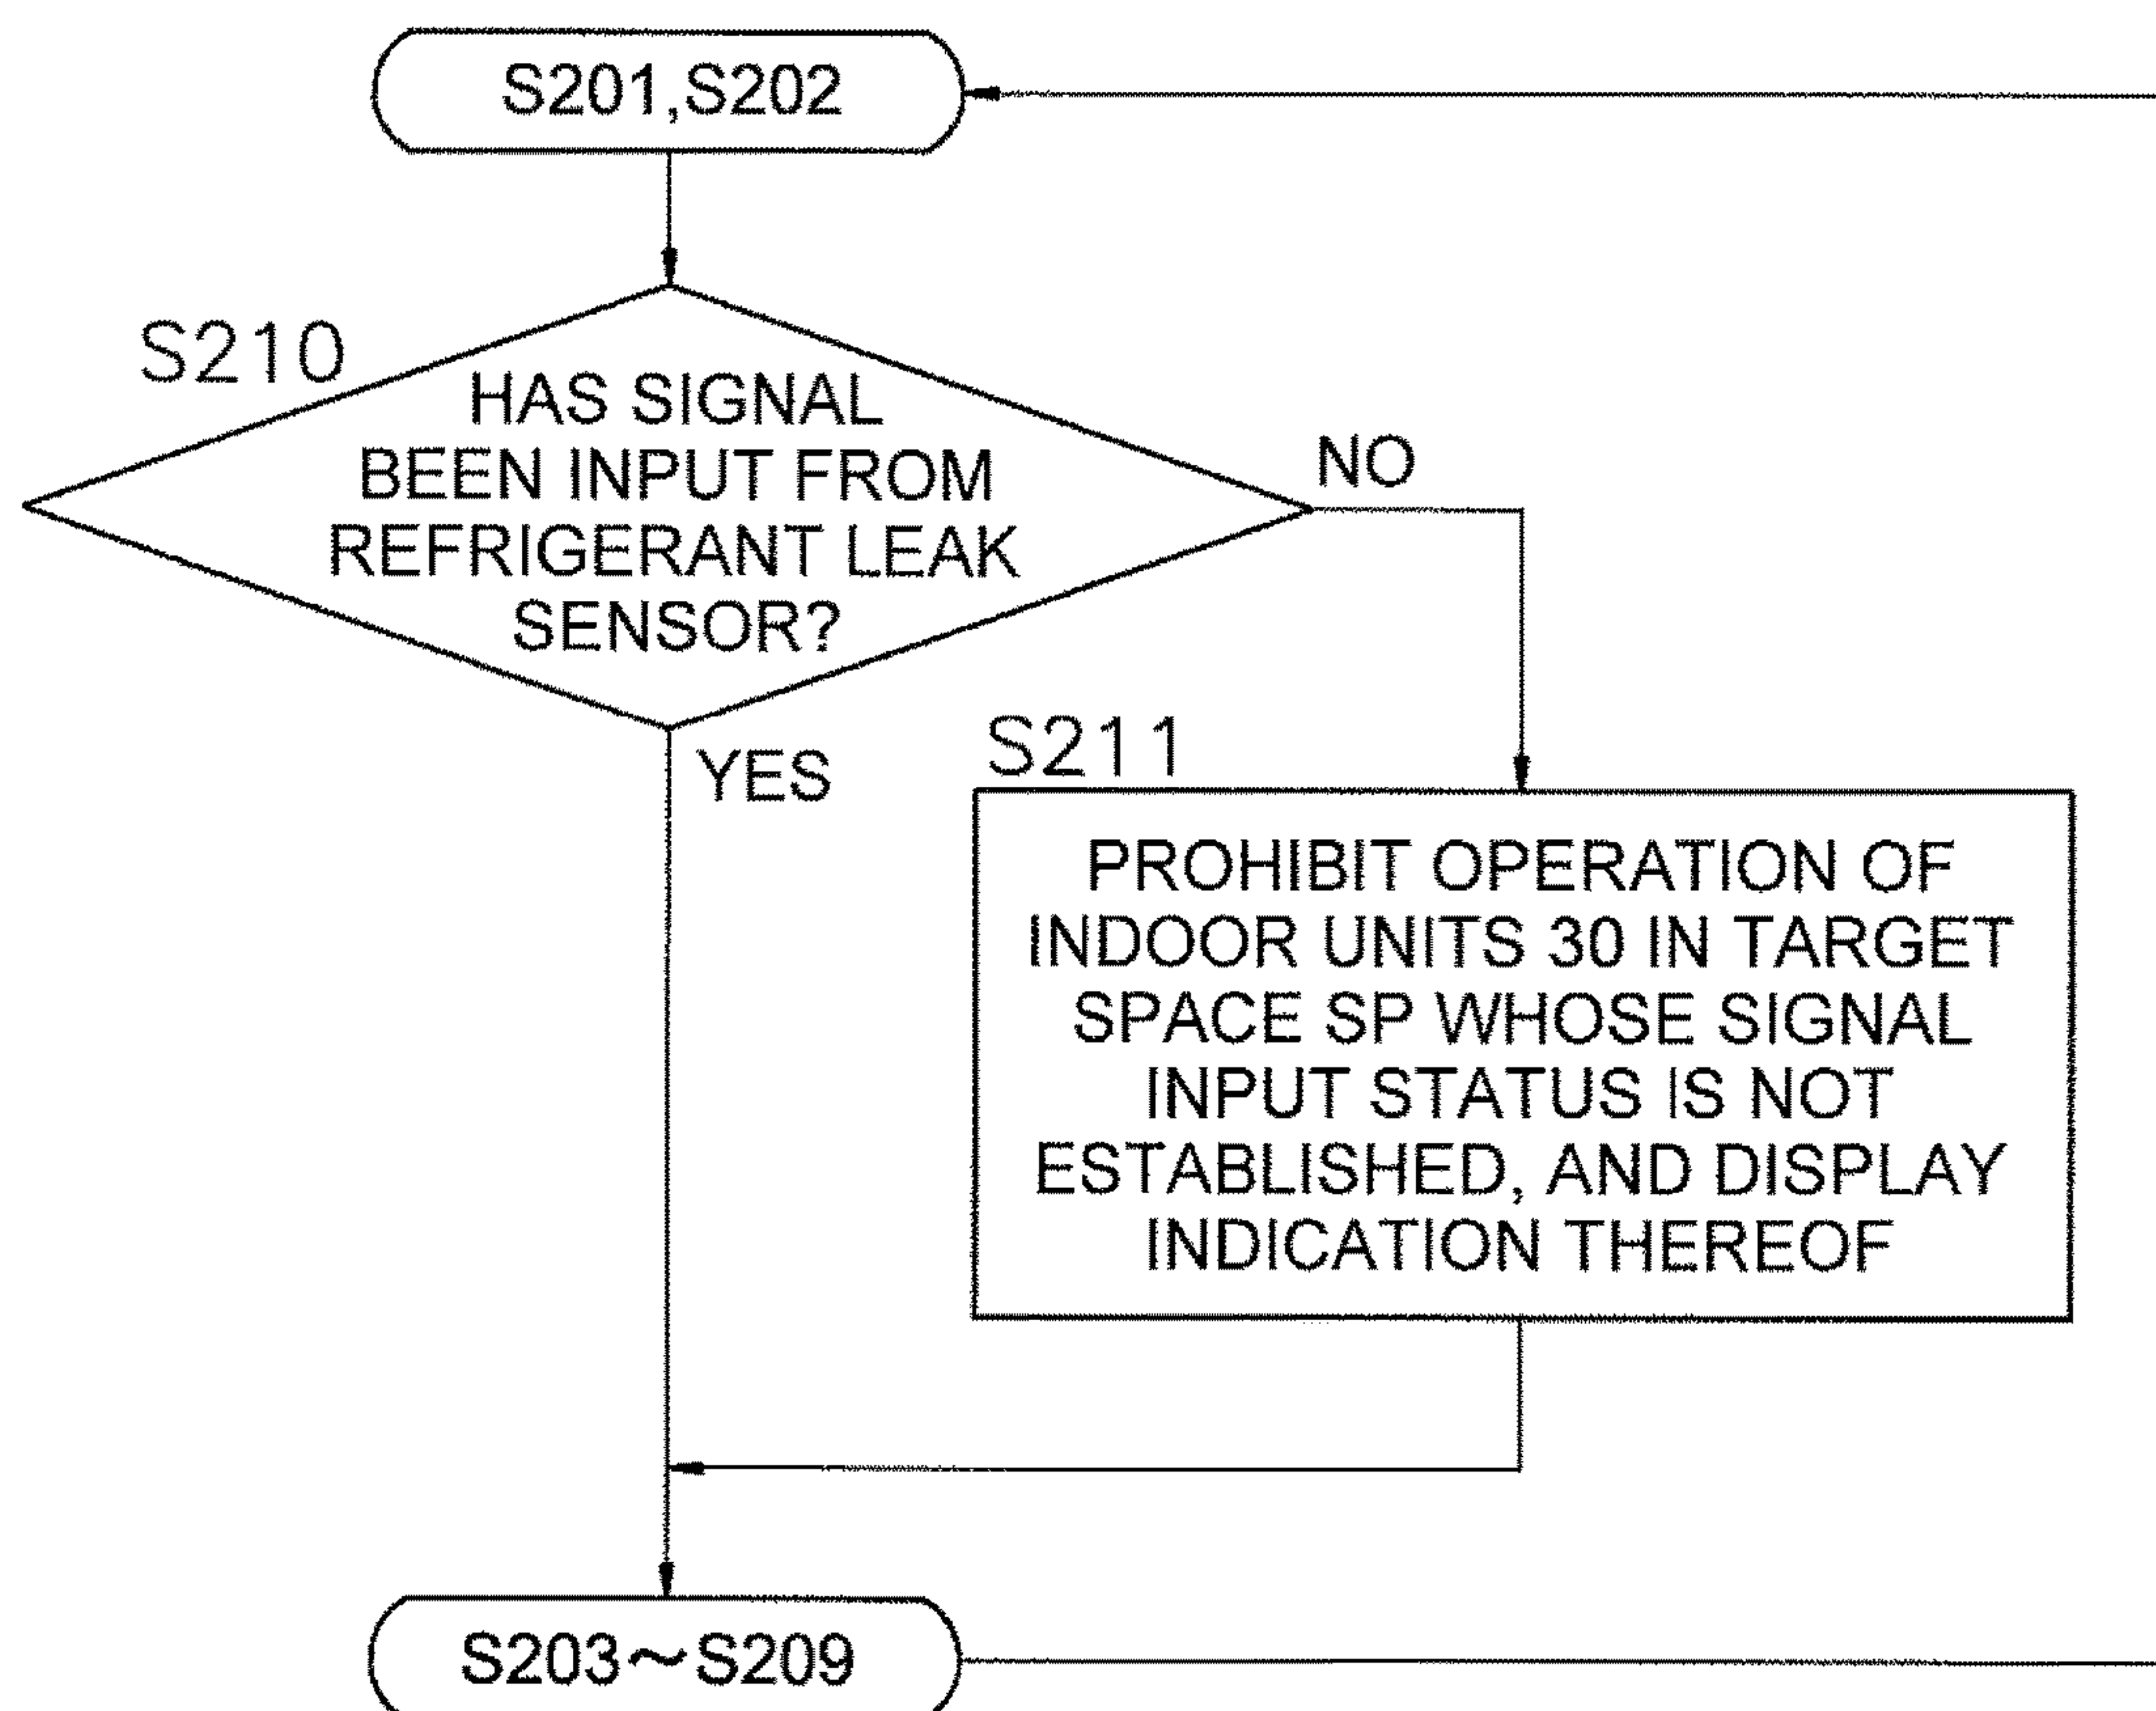 S201,S202
S210
HAS SIGNAL
BEEN INPUT FROM
REFRIGERANT LEAK
SENSOR?
NO
YES
S211
PROHIBIT OPERATION OF
INDOOR UNITS 30 IN TARGET
SPACE SP WHOSE SIGNAL
INPUT STATUS IS NOT
ESTABLISHED, AND DISPLAY
INDICATION THEREOF
S203～S209